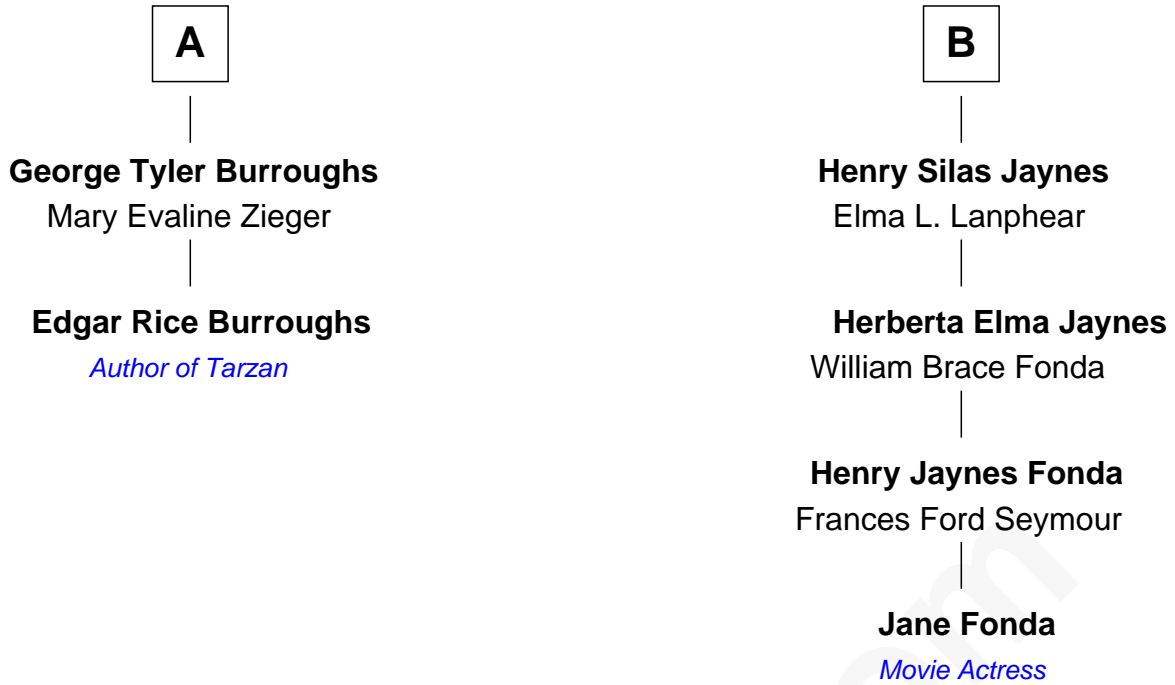 A
George Tyler Burroughs
Mary Evaline Zieger
Edgar Rice Burroughs
Author of Tarzan
B
Henry Silas Jaynes
Elma L. Lanphear
Herberta Elma Jaynes
William Brace Fonda
Henry Jaynes Fonda
Frances Ford Seymour
Jane Fonda
Movie Actress